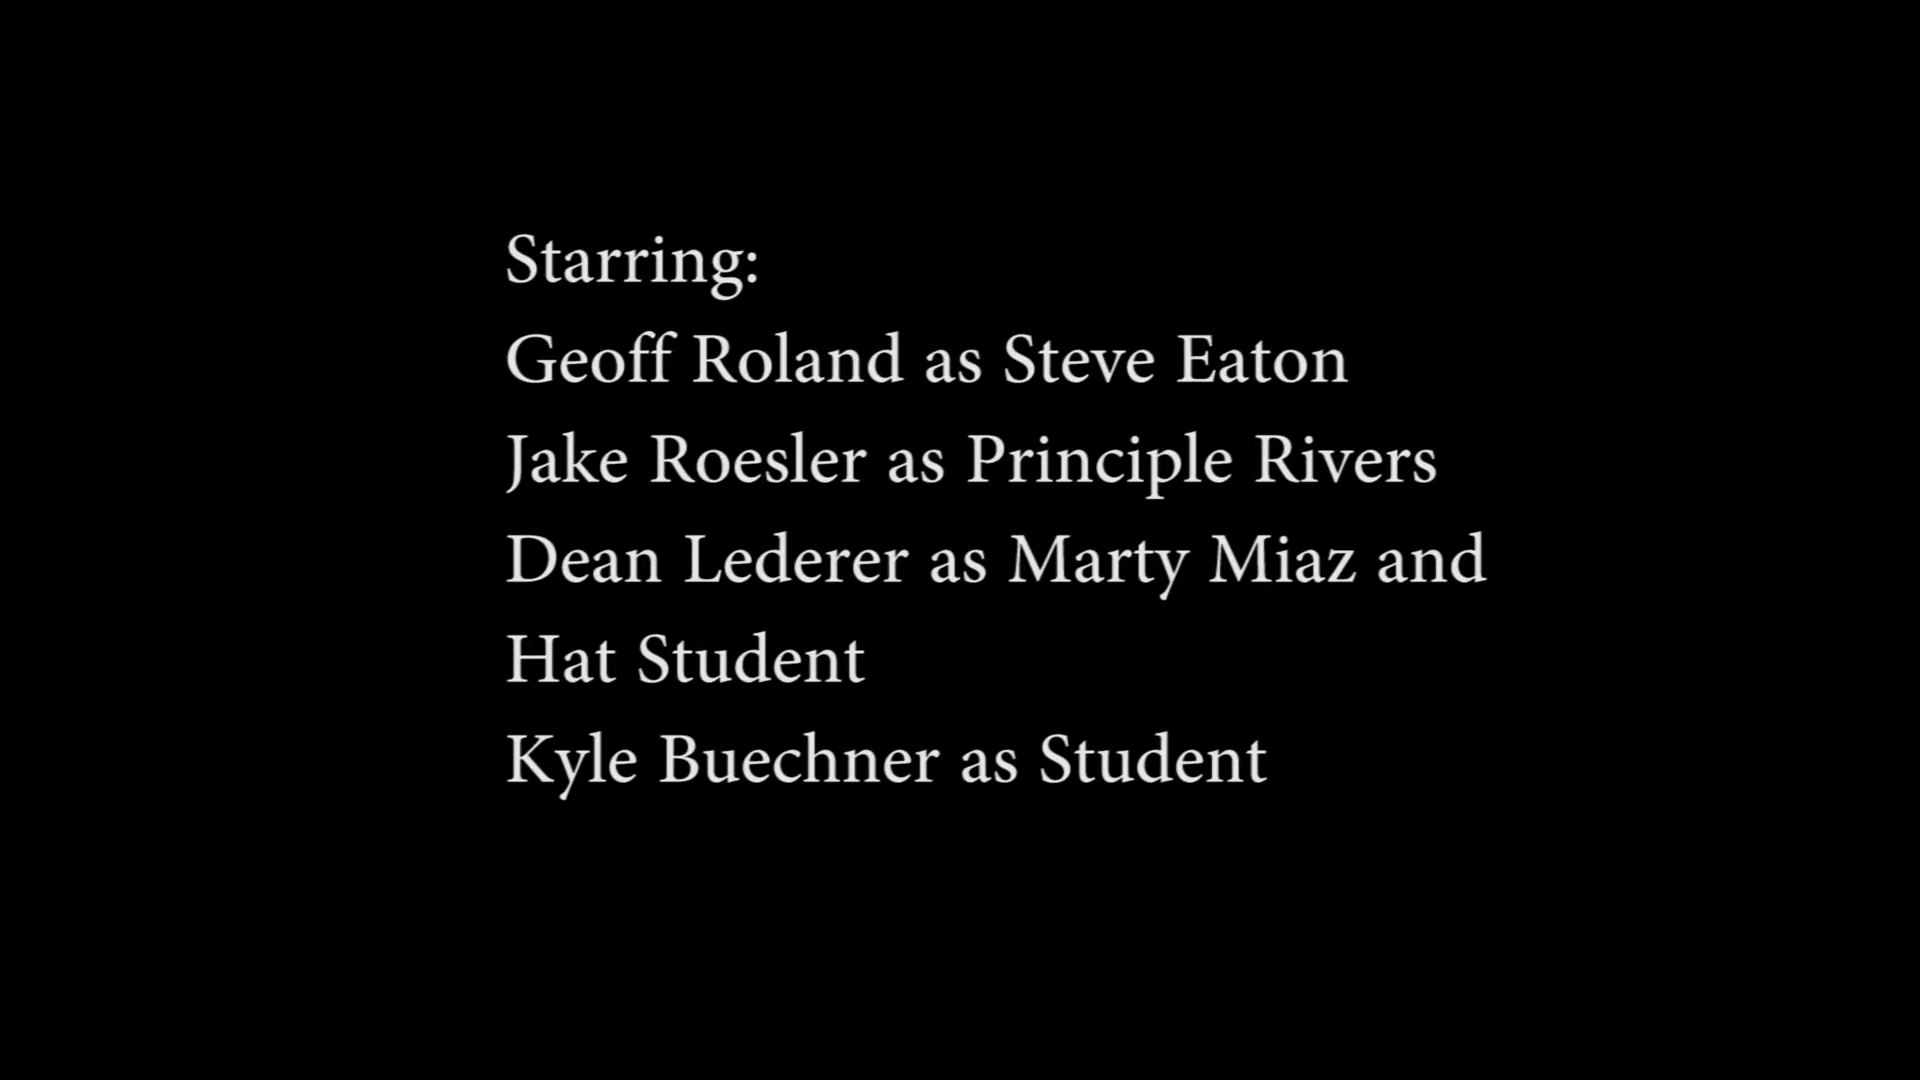 Starring:
Geoff Roland as Steve Eaton
Jake Roesler as Principle Rivers
Dean Lederer as Marty Miaz and
Hat Student
Kyle Buechner as Student